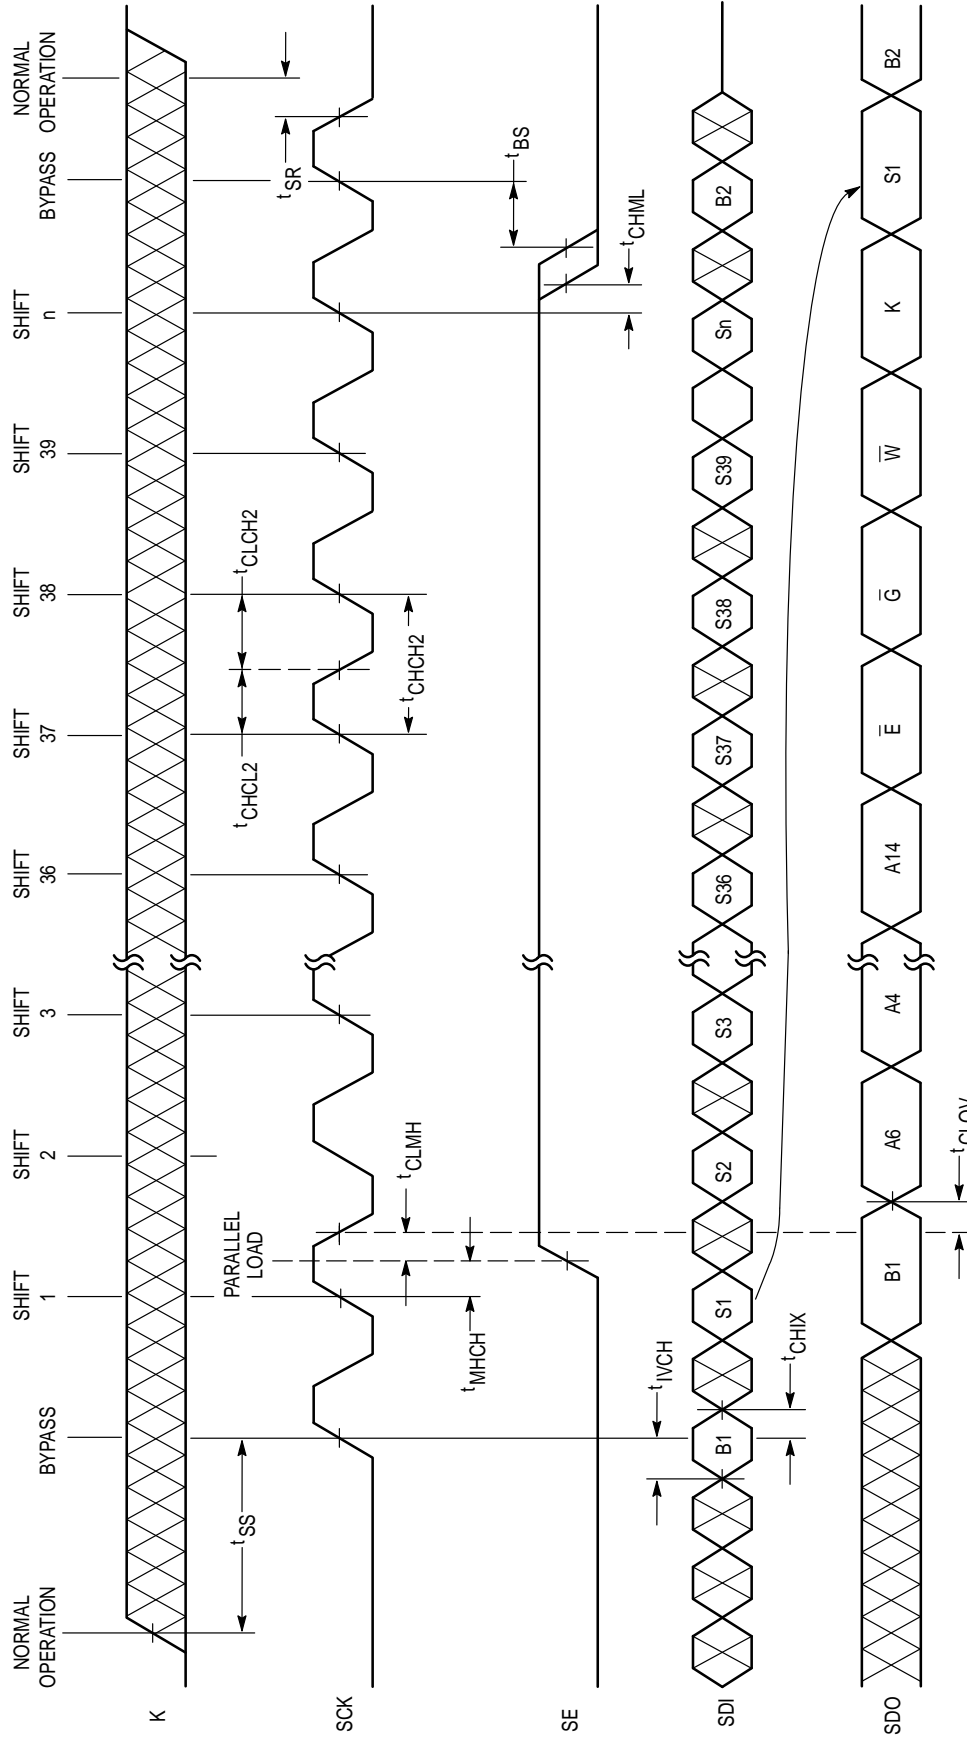 NORMAL
OPERATION
BYPASS
SHIFT
1
SHIFT
2
SHIFT
3
SHIFT
36
SHIFT
37
SHIFT
38
SHIFT
39
SHIFT
n
BYPASS
NORMAL
OPERATION
K
tSS
PARALLEL
LOAD
tCHCL2
tCLCH2
tSR
SCK
tMHCH
tCLMH
tCHCH2
SE
tBS
tCHML
tIVCH
SDI
B1
S1
S2
S3
S36
S37
S38
S39
Sn
B2
tCHIX
SDO
B1
A6
A4
A14
E̅
G̅
W̅
K
S1
B2